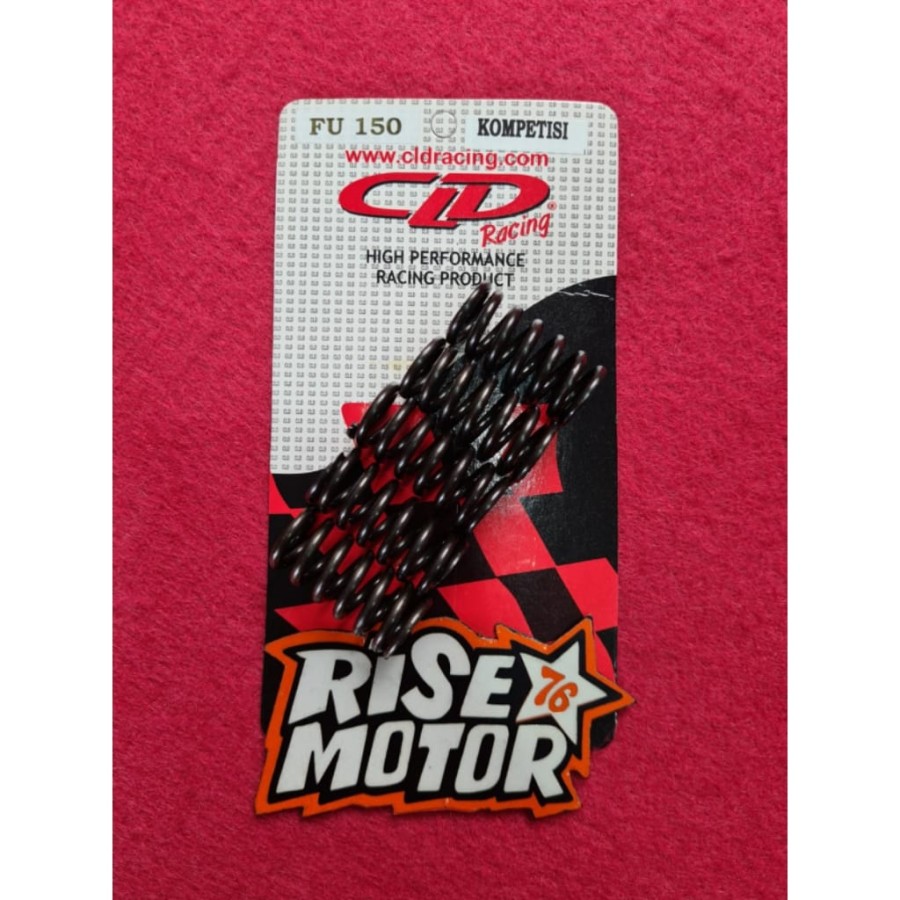 FU 150
KOMPETISI
www.cldracing.com
CLD®
Racing
HIGH PERFORMANCE
RACING PRODUCT
RISE
76
MOTOR